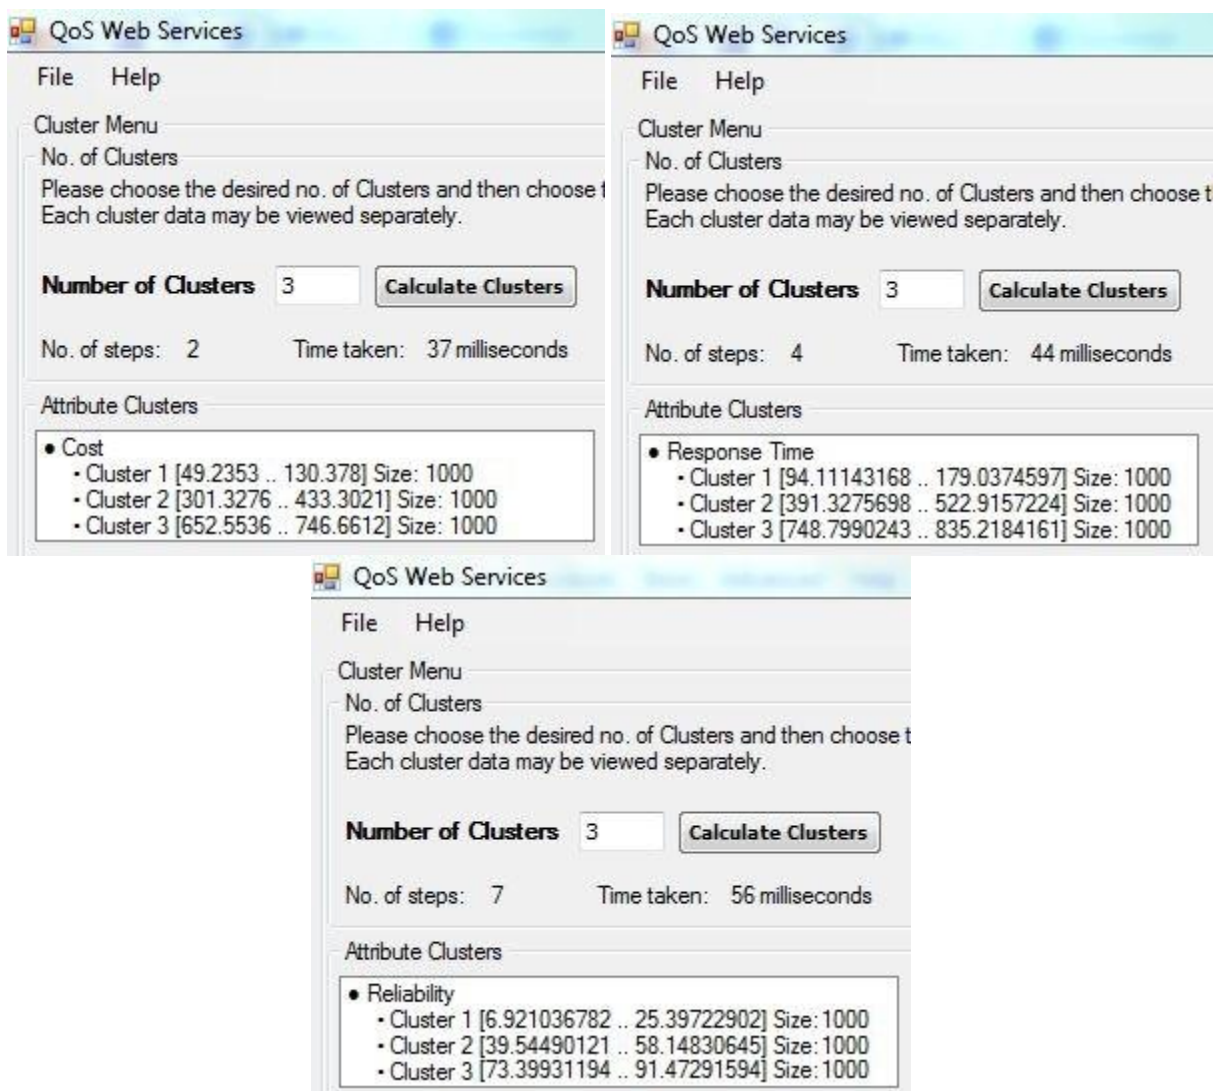 QoS Web Services
File Help
Cluster Menu
No. of Clusters
Please choose the desired no. of Clusters and then choose
Each cluster data may be viewed separately.
Number of Clusters 3 Calculate Clusters
No. of steps: 2 Time taken: 37 milliseconds
Attribute Clusters
● Cost
• Cluster 1 [49.2353 .. 130.378] Size: 1000
• Cluster 2 [301.3276 .. 433.3021] Size: 1000
• Cluster 3 [652.5536 .. 746.6612] Size: 1000
QoS Web Services
File Help
Cluster Menu
No. of Clusters
Please choose the desired no. of Clusters and then choose t
Each cluster data may be viewed separately.
Number of Clusters 3 Calculate Clusters
No. of steps: 4 Time taken: 44 milliseconds
Attribute Clusters
● Response Time
• Cluster 1 [94.11143168 .. 179.0374597] Size: 1000
• Cluster 2 [391.3275698 .. 522.9157224] Size: 1000
• Cluster 3 [748.7990243 .. 835.2184161] Size: 1000
QoS Web Services
File Help
Cluster Menu
No. of Clusters
Please choose the desired no. of Clusters and then choose t
Each cluster data may be viewed separately.
Number of Clusters 3 Calculate Clusters
No. of steps: 7 Time taken: 56 milliseconds
Attribute Clusters
● Reliability
• Cluster 1 [6.921036782 .. 25.39722902] Size: 1000
• Cluster 2 [39.54490121 .. 58.14830645] Size: 1000
• Cluster 3 [73.39931194 .. 91.47291594] Size: 1000